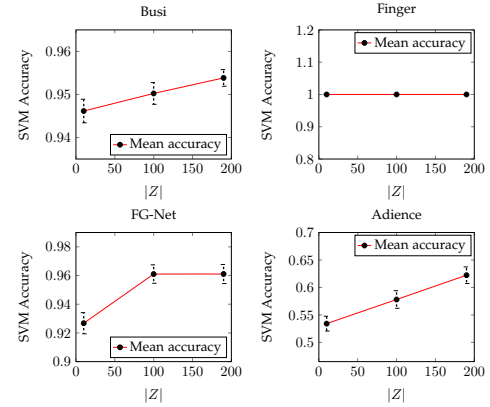 Busi
SVM Accuracy
0.96
0.95
0.94
Mean accuracy
0 50 100 150 200
|Z|
Finger
SVM Accuracy
1.2
1.1
1
0.9
0.8
Mean accuracy
0 50 100 150 200
|Z|
FG-Net
SVM Accuracy
0.98
0.96
0.94
0.92
0.9
Mean accuracy
0 50 100 150 200
|Z|
Adience
SVM Accuracy
0.7
0.65
0.6
0.55
0.5
Mean accuracy
0 50 100 150 200
|Z|